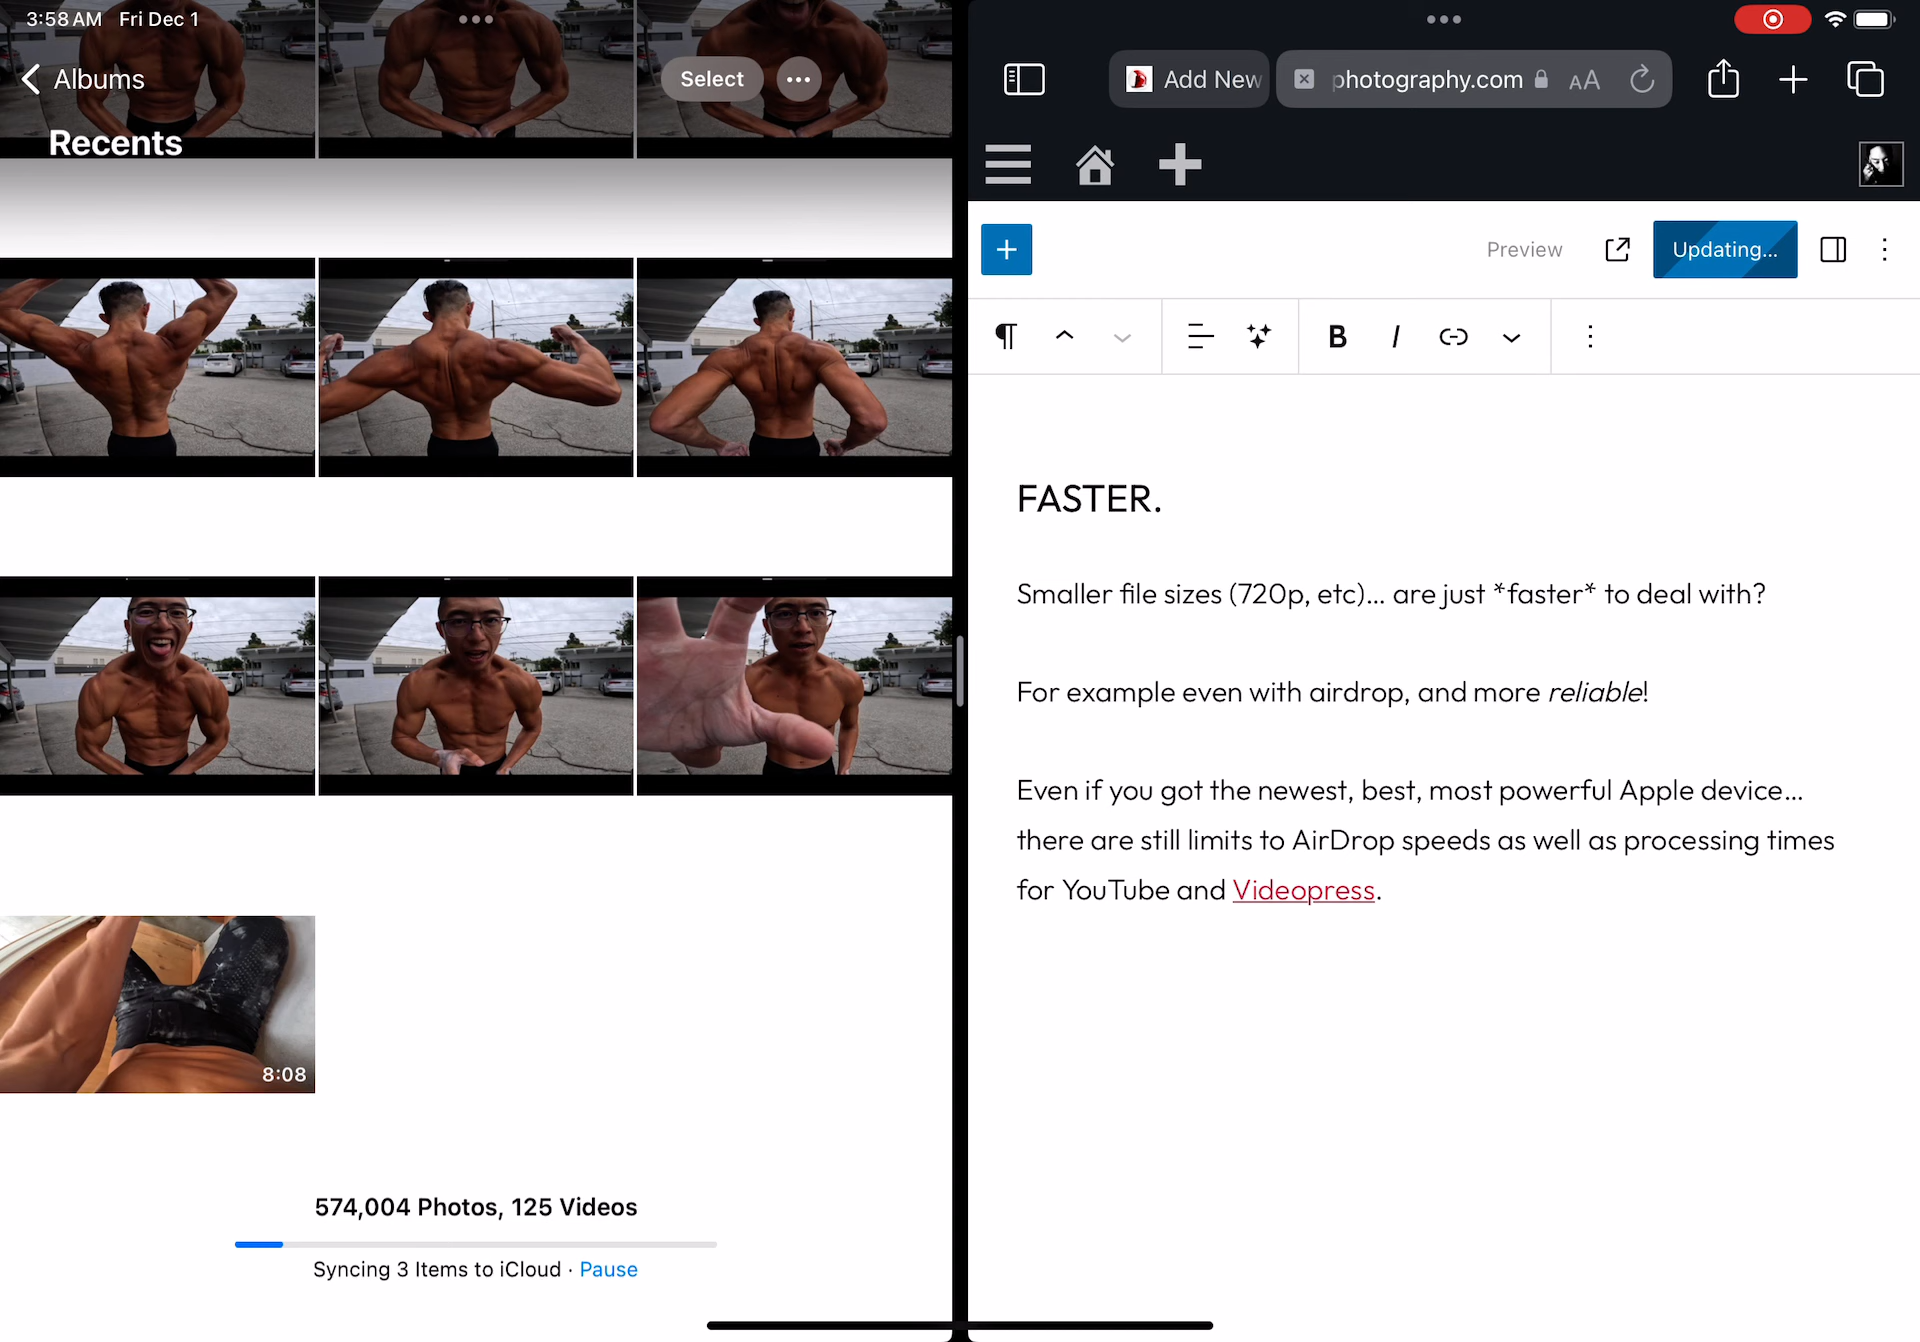 3:58 AM Fri Dec 1
Albums
Select
Recents
8:08
574,004 Photos, 125 Videos
Syncing 3 Items to iCloud · Pause
Add New
photography.com
AA
Preview
Updating...
B I
FASTER.
Smaller file sizes (720p, etc)... are just *faster* to deal with?
For example even with airdrop, and more reliable!
Even if you got the newest, best, most powerful Apple device...
there are still limits to AirDrop speeds as well as processing times
for YouTube and Videopress.